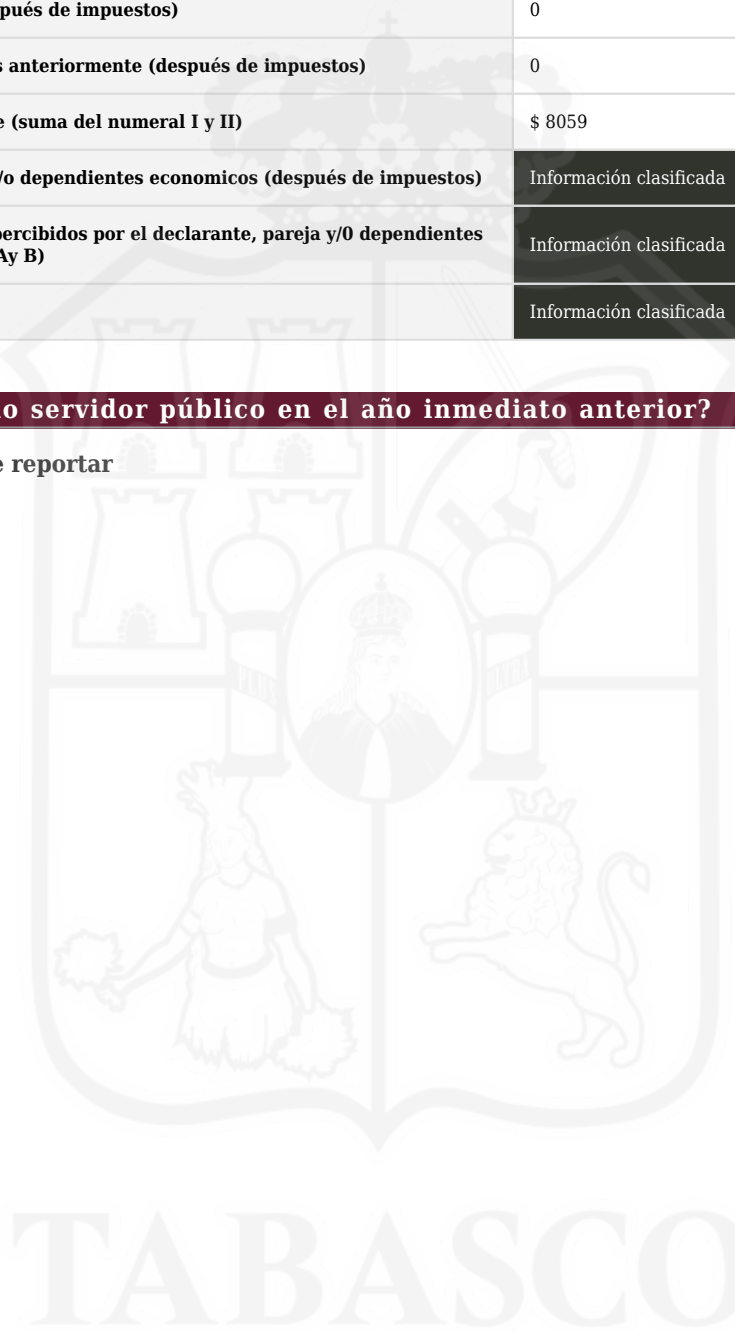 pués de impuestos)
0
s anteriormente (después de impuestos)
0
e (suma del numeral I y II)
$ 8059
/o dependientes economicos (después de impuestos)
Información clasificada
percibidos por el declarante, pareja y/0 dependientes
Ay B)
Información clasificada
Información clasificada
o servidor público en el año inmediato anterior?
e reportar
PLUS
ULTRA
TABASCO